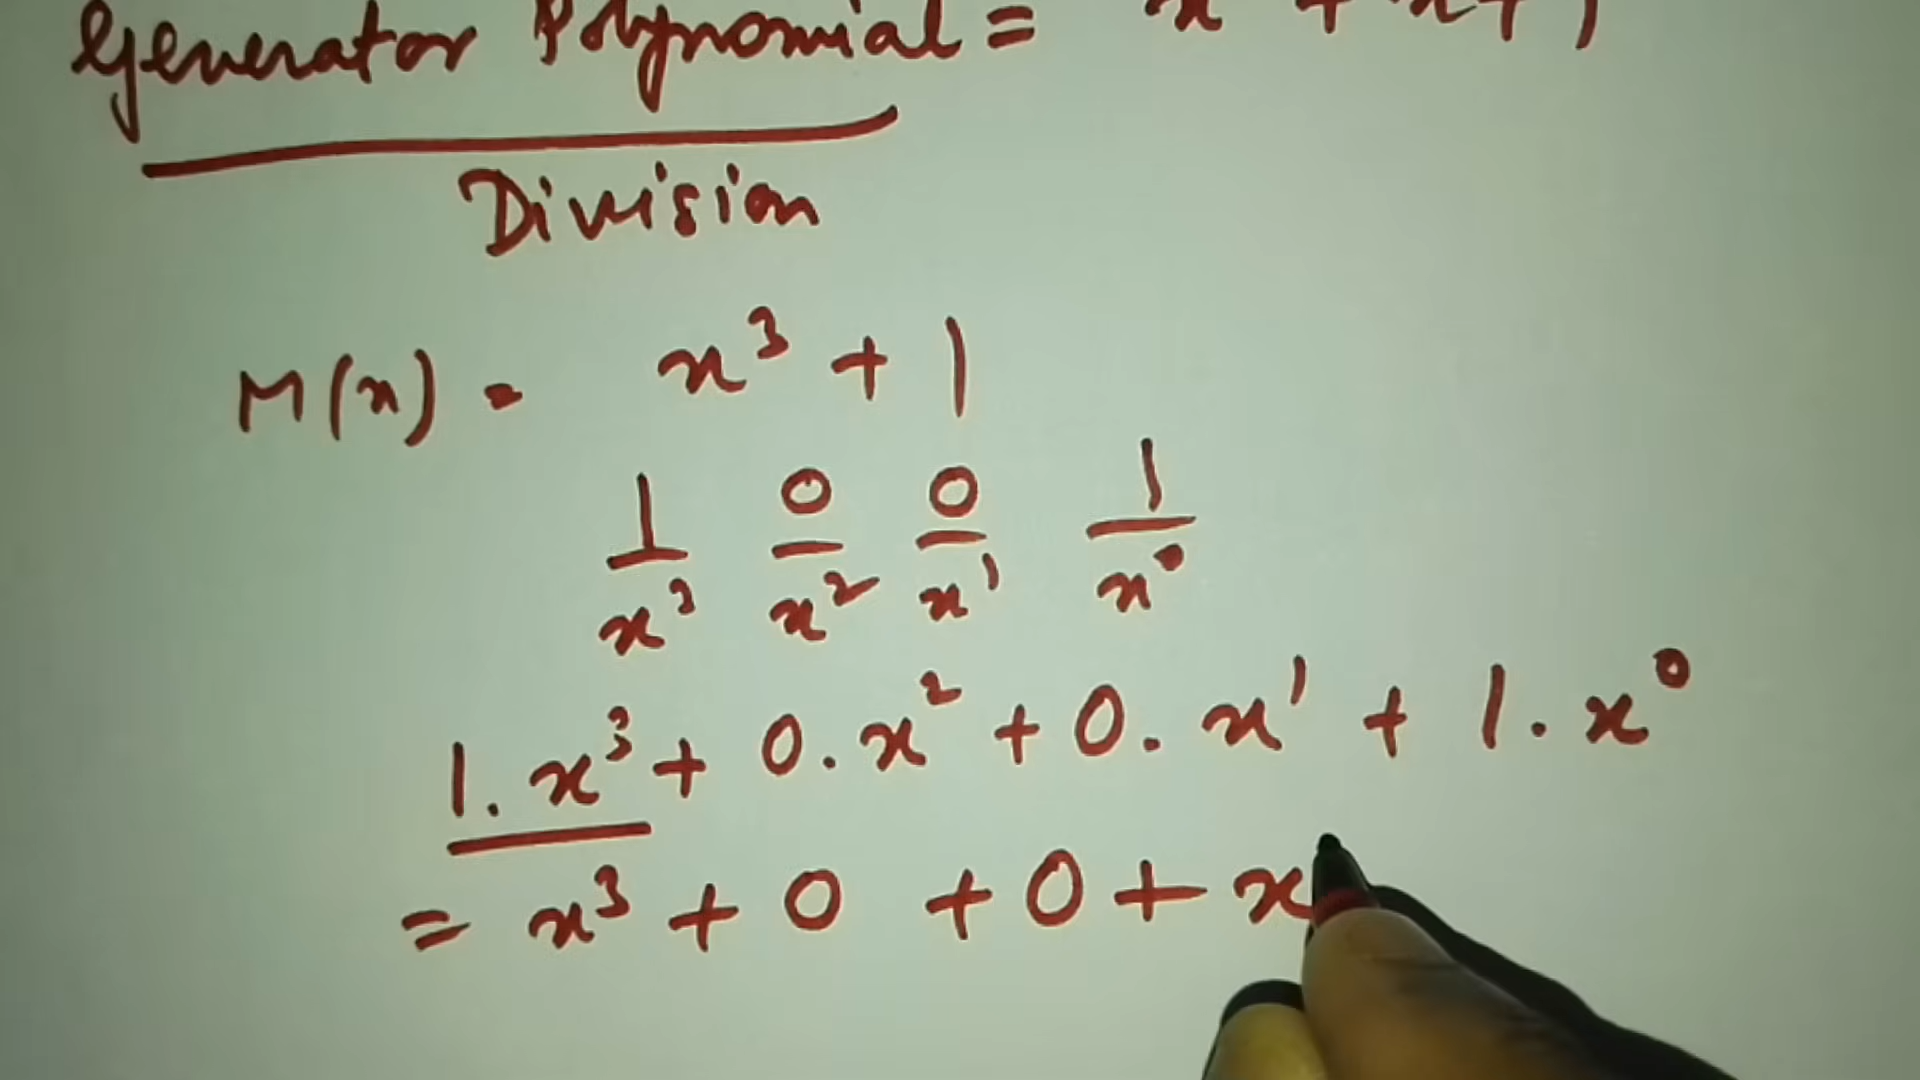 Generator Polynomial = x + x + 1
Division
M(x) = x³ + 1
1 0 0 1
x³ x² x¹ x⁰
1. x³ + 0. x² + 0. x¹ + 1. x⁰
= x³ + 0 + 0 + x